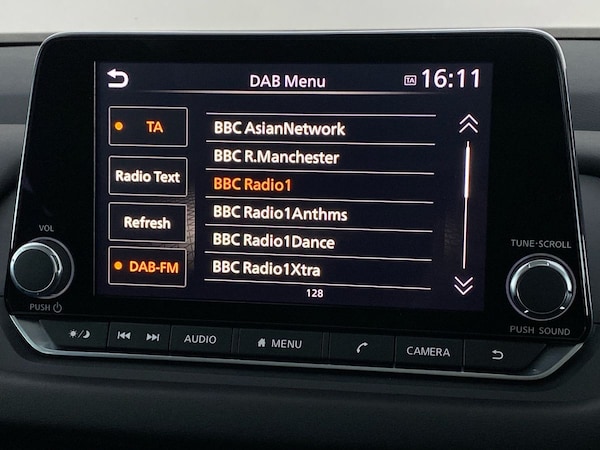 DAB Menu
TA 16:11
TA
Radio Text
Refresh
DAB-FM
BBC AsianNetwork
BBC R.Manchester
BBC Radio1
BBC Radio1Anthms
BBC Radio1Dance
BBC Radio1Xtra
128
VOL
PUSH
TUNE·SCROLL
PUSH SOUND
AUDIO
MENU
CAMERA